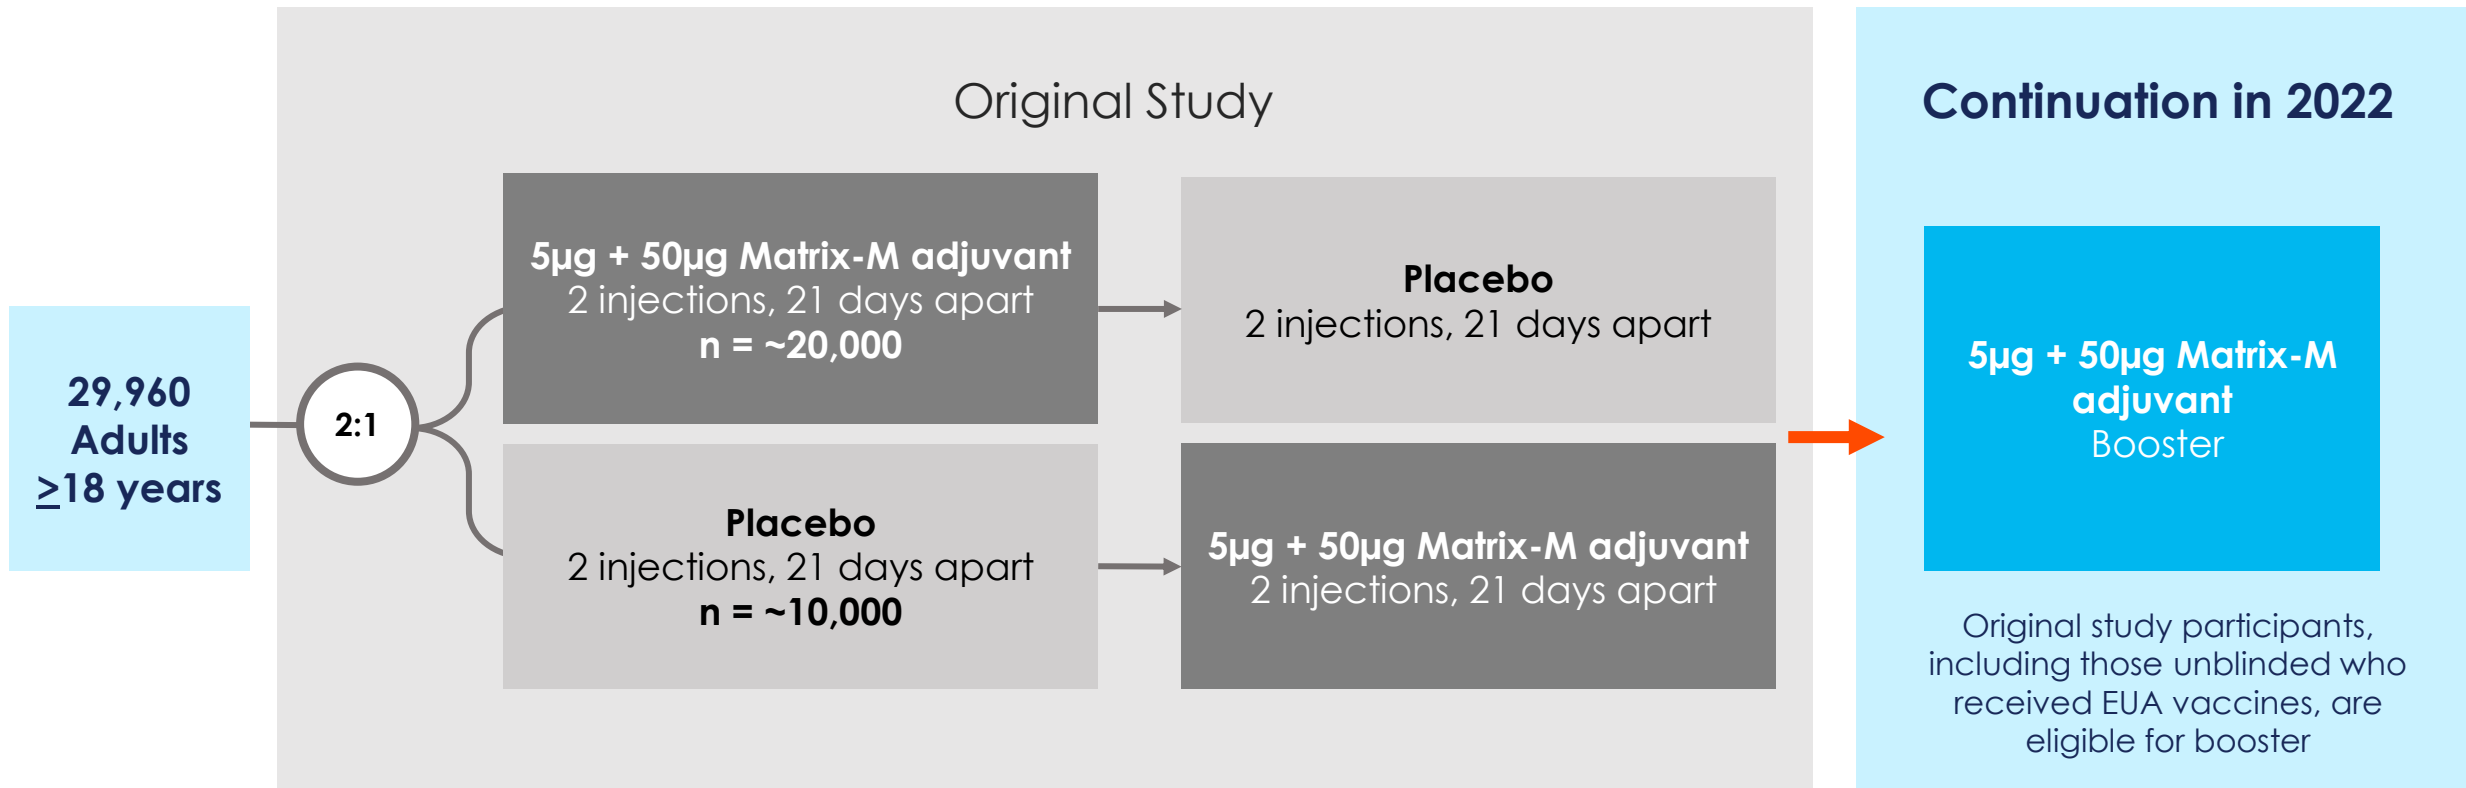 Original Study
Continuation in 2022
29,960
Adults
≥18 years
2:1
5µg + 50µg Matrix-M adjuvant
2 injections, 21 days apart
n = ~20,000
Placebo
2 injections, 21 days apart
Placebo
2 injections, 21 days apart
n = ~10,000
5µg + 50µg Matrix-M adjuvant
2 injections, 21 days apart
5µg + 50µg Matrix-M
adjuvant
Booster
Original study participants,
including those unblinded who
received EUA vaccines, are
eligible for booster